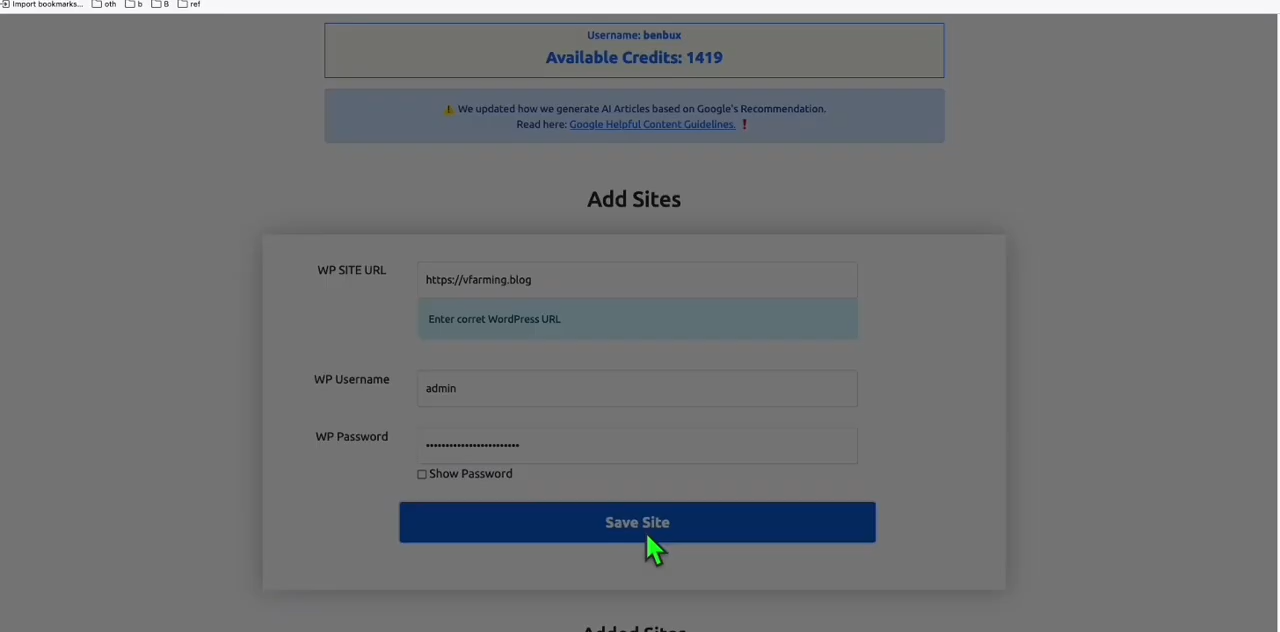 Import bookmarks... oth b B ref
Username: benbux
Available Credits: 1419
⚠️ We updated how we generate AI Articles based on Google's Recommendation.
Read here: Google Helpful Content Guidelines. ❗
Add Sites
WP SITE URL
https://vfarming.blog
Enter corret WordPress URL
WP Username
admin
WP Password
••••••••••••••••••••••••
Show Password
Save Site
Added Sites